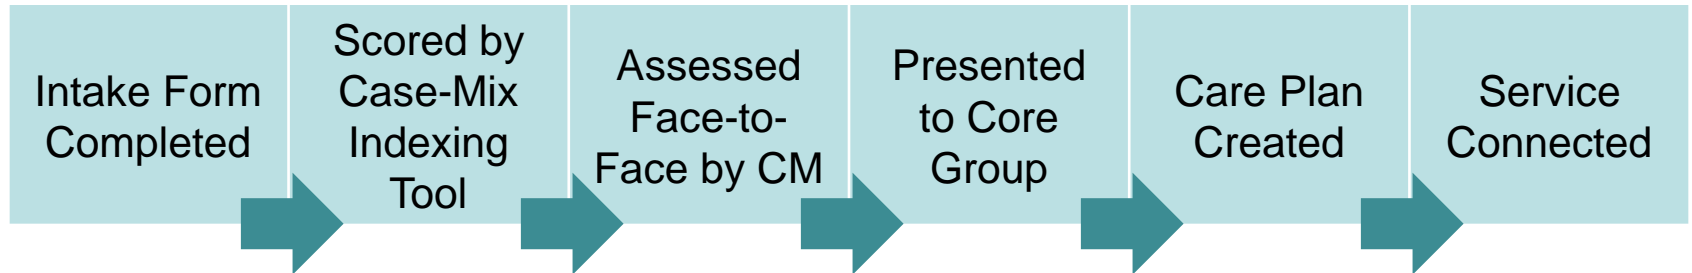 Intake Form
Completed
Scored by
Case-Mix
Indexing
Tool
Assessed
Face-to-
Face by CM
Presented
to Core
Group
Care Plan
Created
Service
Connected